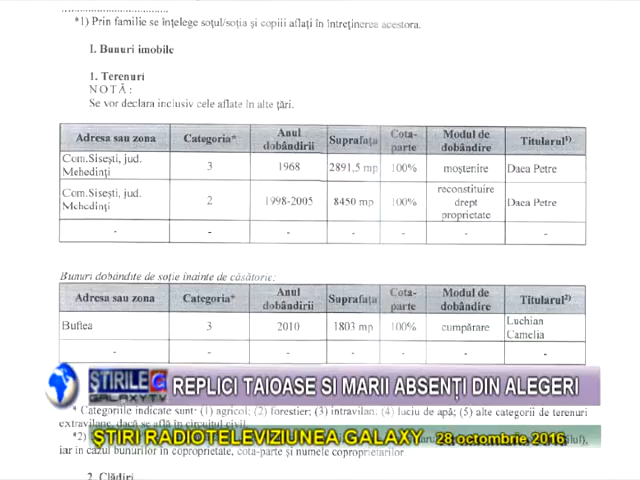 *1) Prin familie se înțelege soțul/soția și copiii aflați în întreținerea acestora.
I. Bunuri imobile
1. Terenuri
NOTĂ:
Se vor declara inclusiv cele aflate în alte țări.
Adresa sau zona | Categoria* | Anul dobândirii | Suprafața | Cota-parte | Modul de dobândire | Titularul¹⁾
Com.Sisești, jud. Mehedinți | 3 | 1968 | 2891,5 mp | 100% | moștenire | Daea Petre
Com.Sisești, jud. Mehedinți | 2 | 1998-2005 | 8450 mp | 100% | reconstituire drept proprietate | Daea Petre
- | - | - | - | - | - | -
Bunuri dobândite de soție înainte de căsătorie:
Adresa sau zona | Categoria* | Anul dobândirii | Suprafața | Cota-parte | Modul de dobândire | Titularul²⁾
Buftea | 3 | 2010 | 1803 mp | 100% | cumpărare | Luchian Camelia
- | - | - | - | - | - | -
ȘTIRILE G
GALAXY TV
REPLICI TAIOASE SI MARII ABSENȚI DIN ALEGERI
* Categoriile indicate sunt: (1) agricol; (2) forestier; (3) intravilan; (4) luciu de apă; (5) alte categorii de terenuri
extravilane, dacă se află în circuitul civil.
*2)
ȘTIRI RADIOTELEVIZIUNEA GALAXY 28 octombrie 2016
iar în cazul bunurilor în coproprietate, cota-parte și numele coproprietarilor.
2. Clădiri